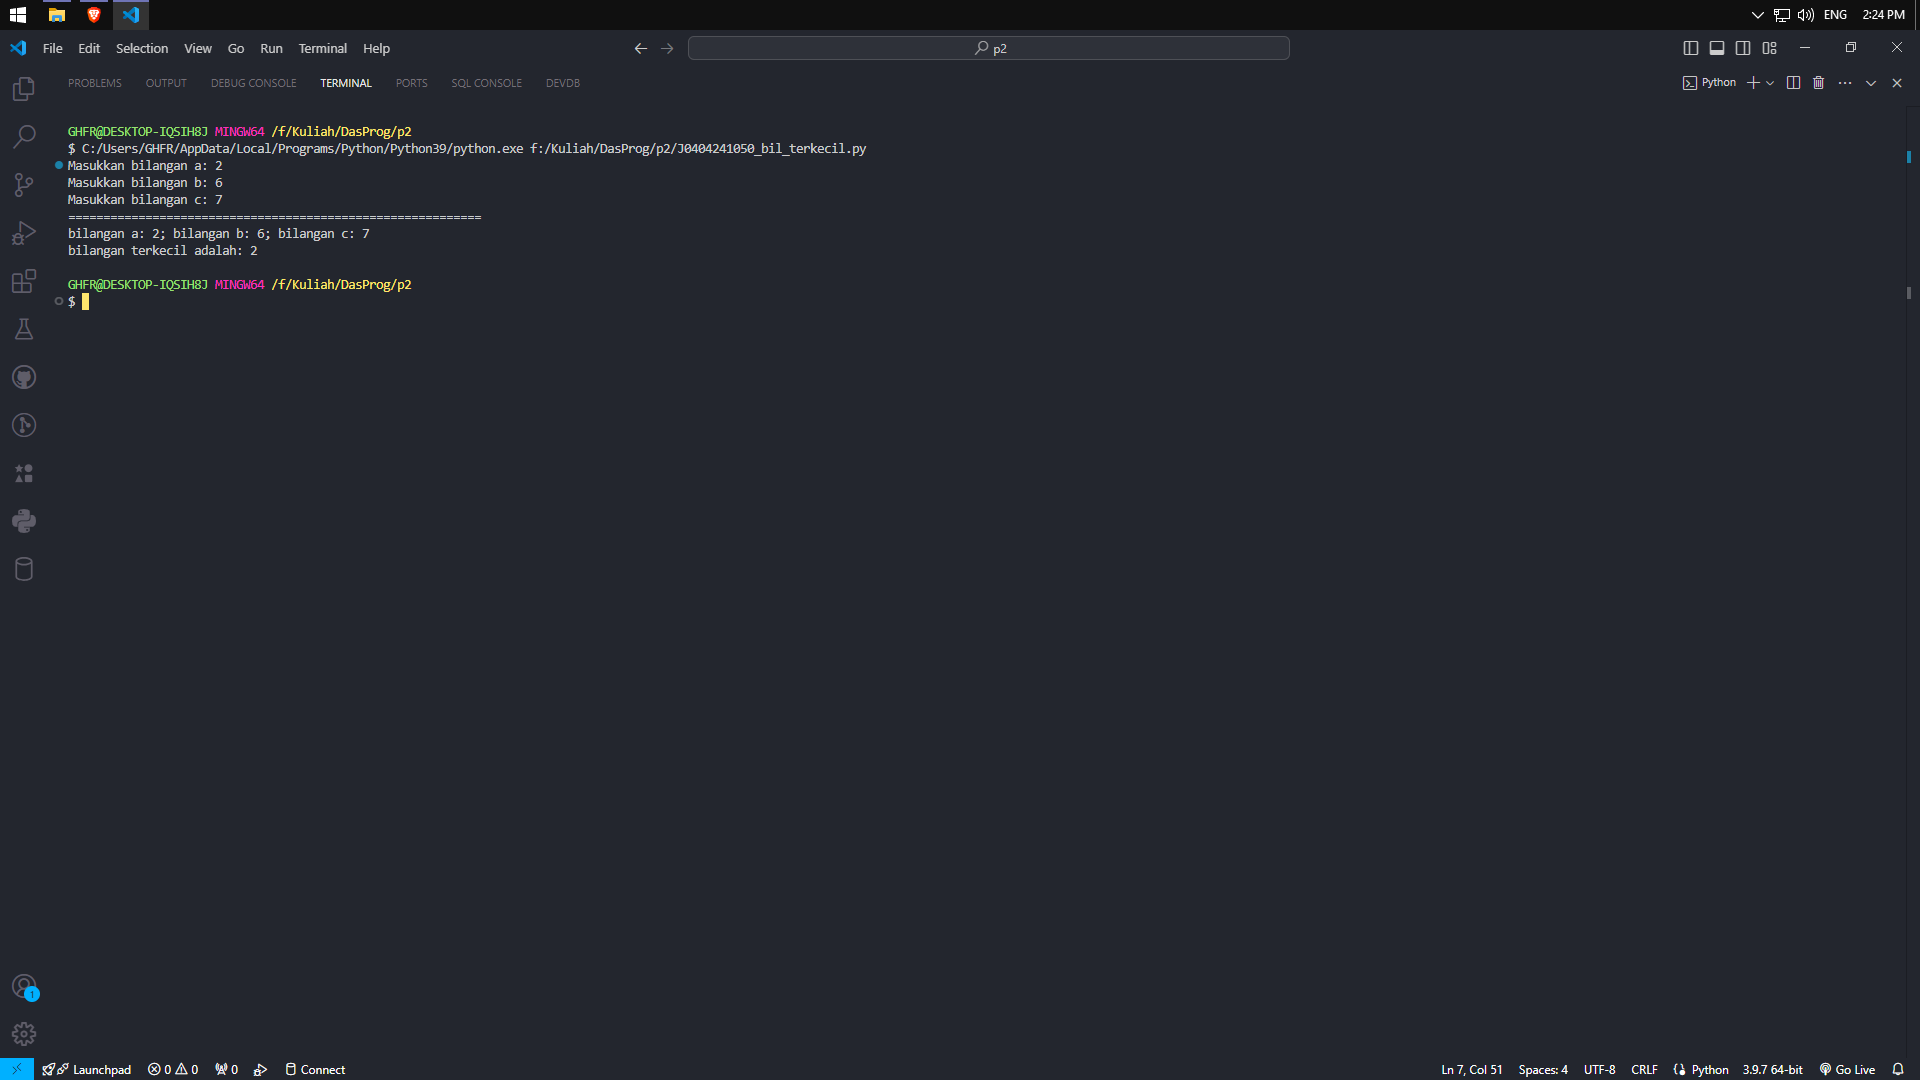 ENG 2:24 PM
File Edit Selection View Go Run Terminal Help p2
PROBLEMS OUTPUT DEBUG CONSOLE TERMINAL PORTS SQL CONSOLE DEVDB Python
GHFR@DESKTOP-IQSIH8J MINGW64 /f/Kuliah/DasProg/p2
$ C:/Users/GHFR/AppData/Local/Programs/Python/Python39/python.exe f:/Kuliah/DasProg/p2/J0404241050_bil_terkecil.py
Masukkan bilangan a: 2
Masukkan bilangan b: 6
Masukkan bilangan c: 7
===========================================================
bilangan a: 2; bilangan b: 6; bilangan c: 7
bilangan terkecil adalah: 2
GHFR@DESKTOP-IQSIH8J MINGW64 /f/Kuliah/DasProg/p2
$
1
Launchpad 0 0 0 Connect Ln 7, Col 51 Spaces: 4 UTF-8 CRLF Python 3.9.7 64-bit Go Live